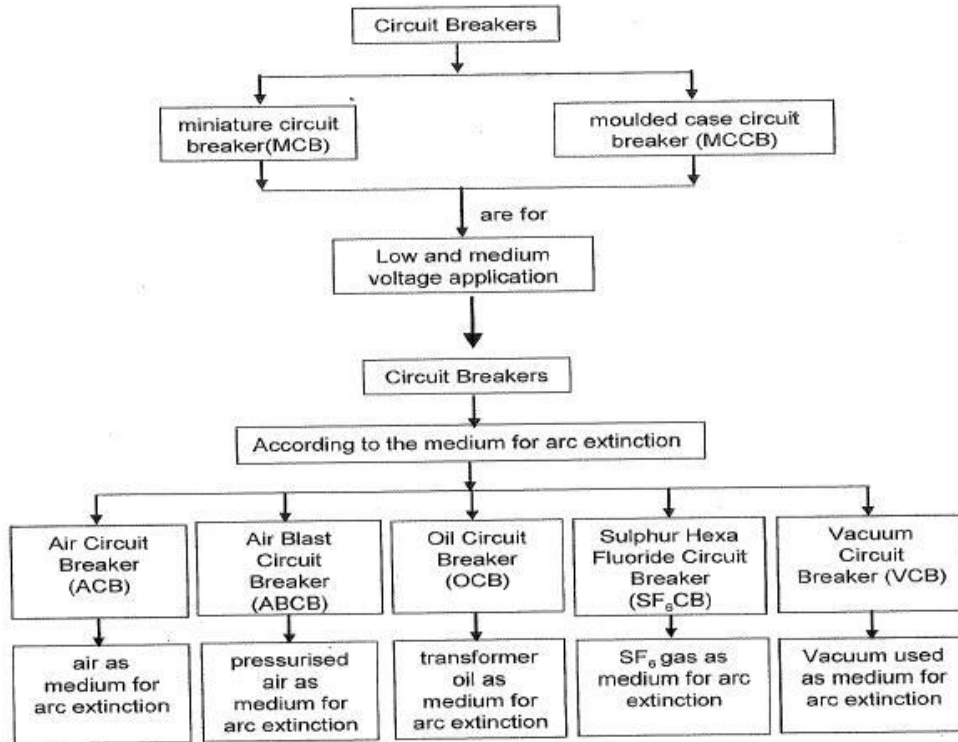 Circuit Breakers
miniature circuit
breaker(MCB)
moulded case circuit
breaker (MCCB)
are for
Low and medium
voltage application
Circuit Breakers
According to the medium for arc extinction
Air Circuit
Breaker
(ACB)
Air Blast
Circuit
Breaker
(ABCB)
Oil Circuit
Breaker
(OCB)
Sulphur Hexa
Fluoride Circuit
Breaker
(SF₆CB)
Vacuum
Circuit
Breaker (VCB)
air as
medium for
arc extinction
pressurised
air as
medium for
arc extinction
transformer
oil as
medium for
arc extinction
SF₆ gas as
medium for arc
extinction
Vacuum used
as medium for
arc extinction